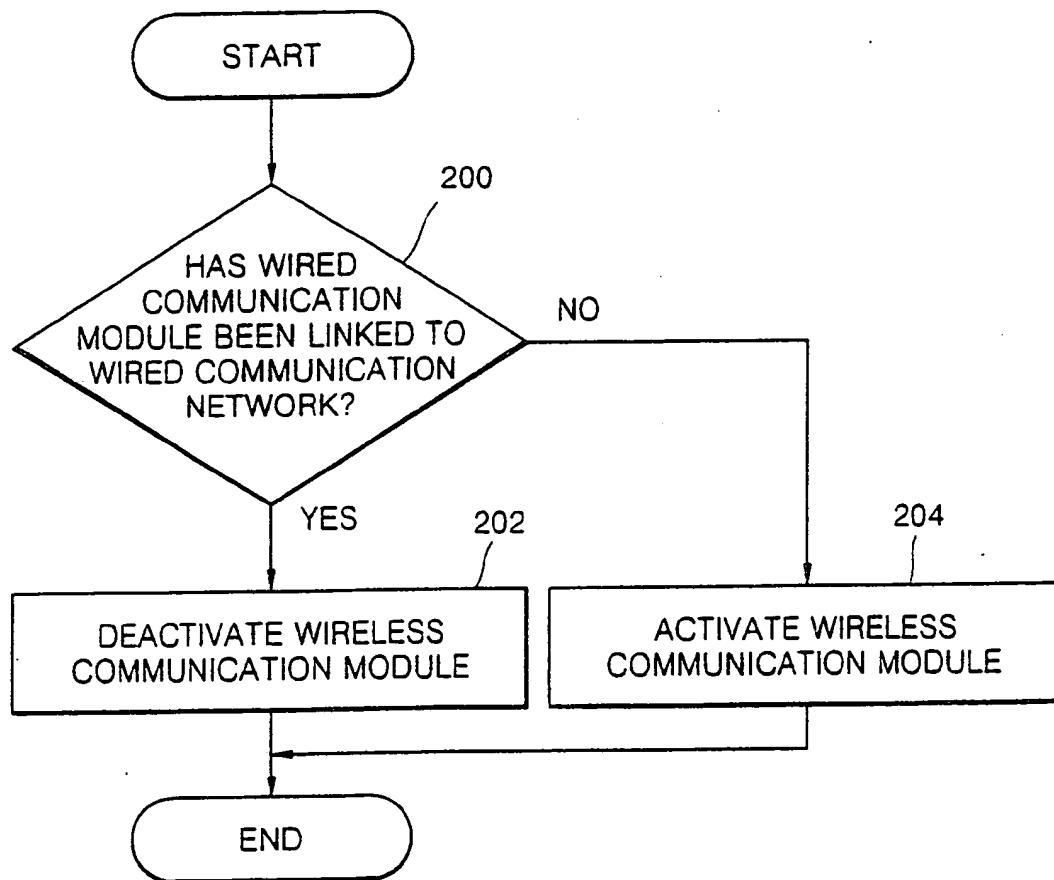 START
200
HAS WIRED
COMMUNICATION
MODULE BEEN LINKED TO
WIRED COMMUNICATION
NETWORK?
NO
YES
202
DEACTIVATE WIRELESS
COMMUNICATION MODULE
204
ACTIVATE WIRELESS
COMMUNICATION MODULE
END